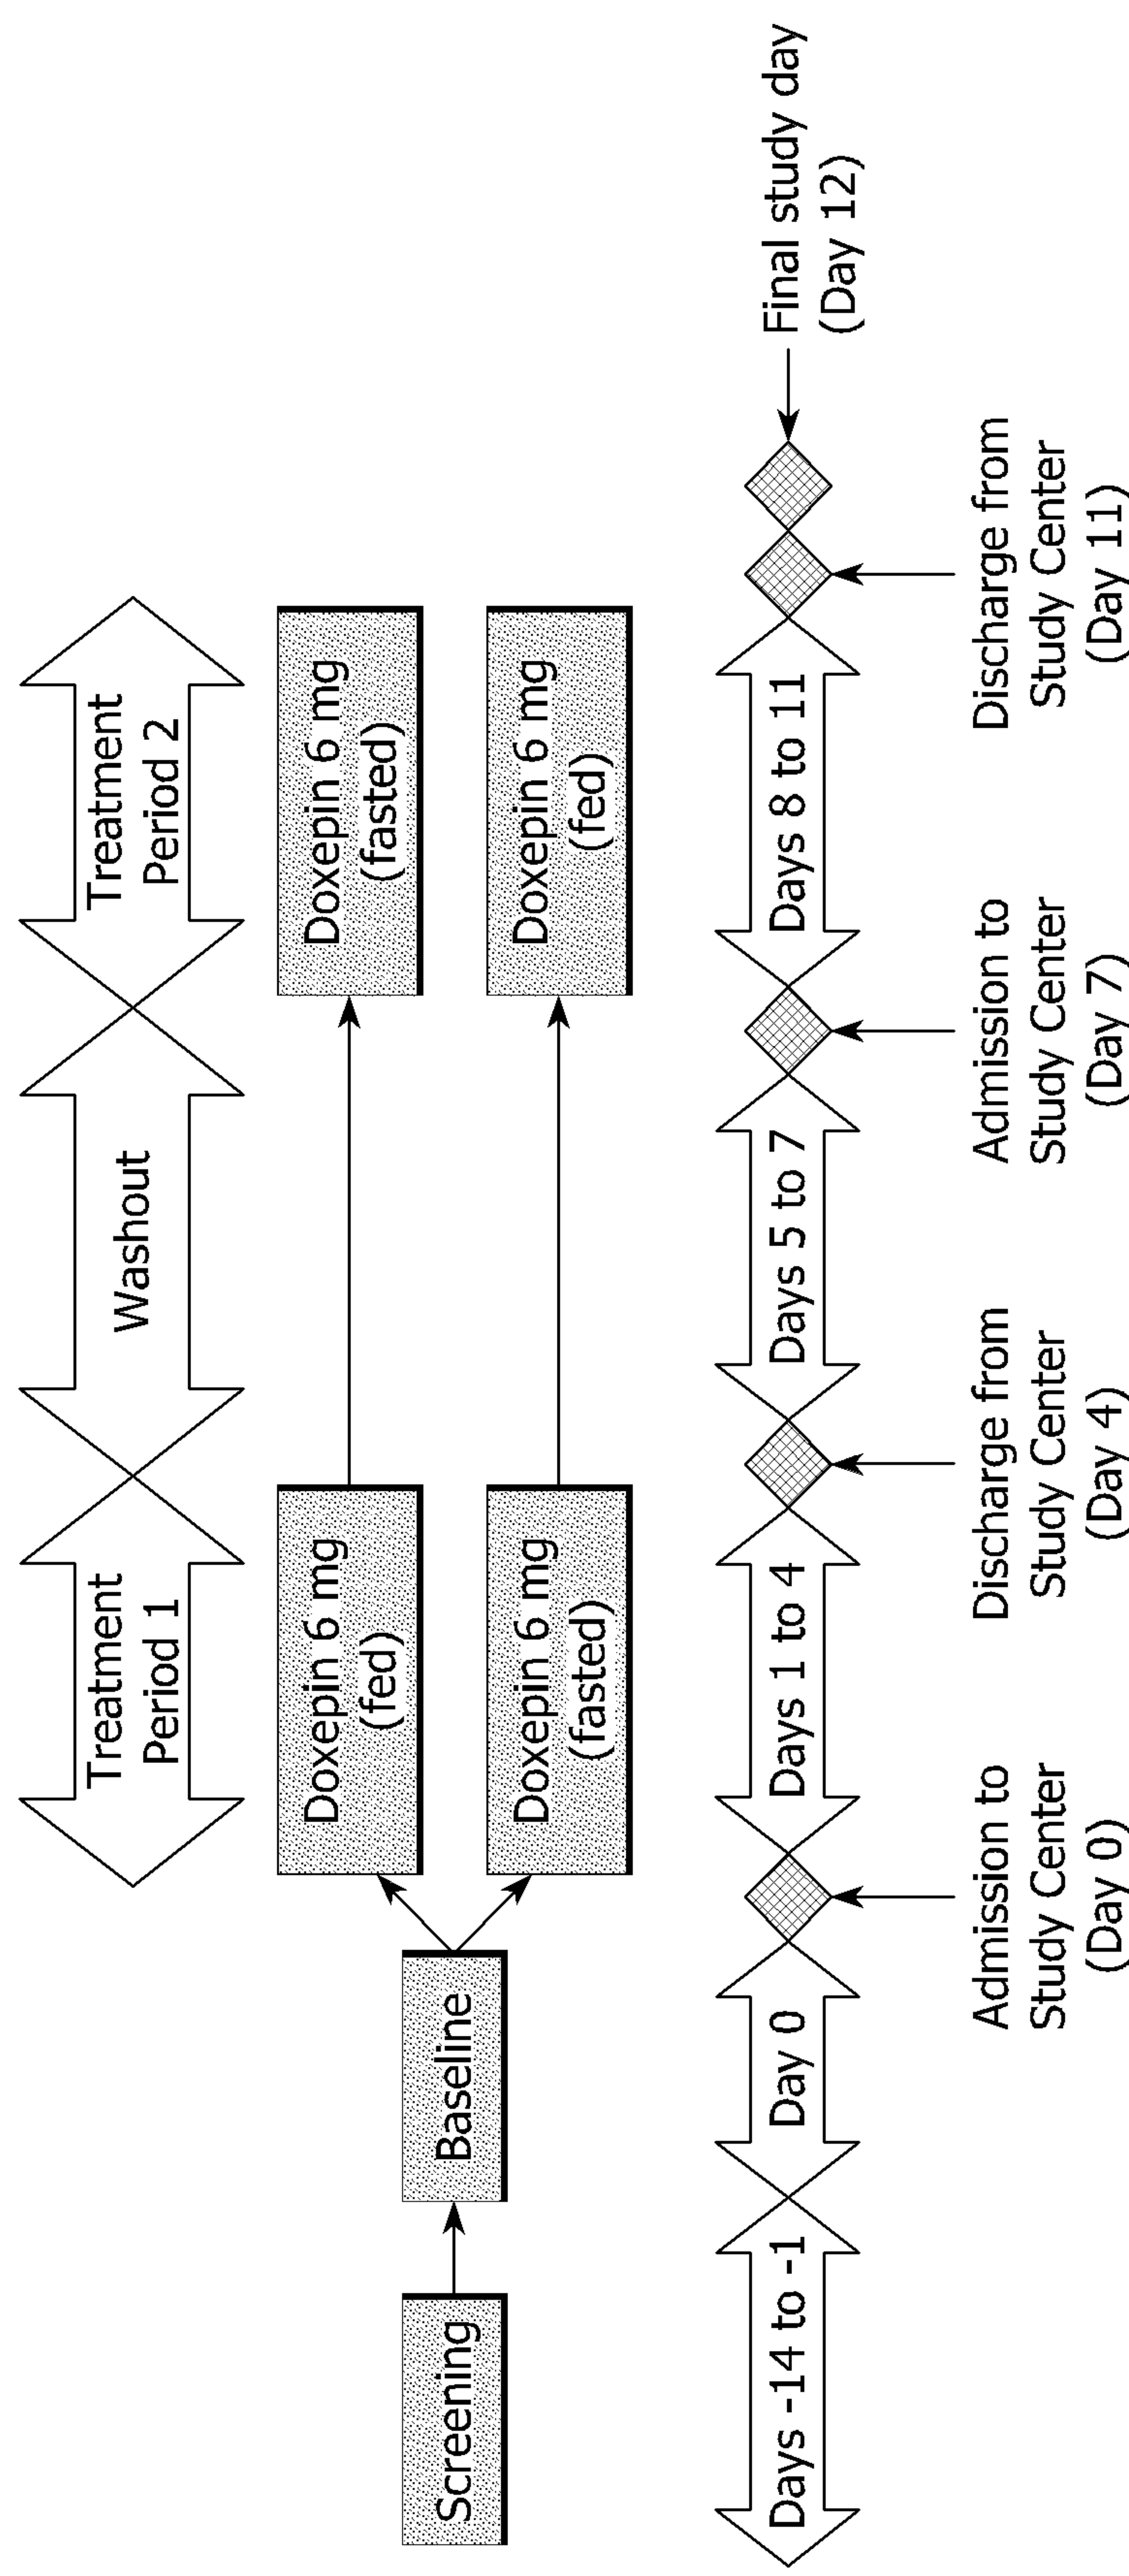 Treatment
Period 1
Washout
Treatment
Period 2
Screening
Baseline
Doxepin 6 mg
(fed)
Doxepin 6 mg
(fasted)
Doxepin 6 mg
(fasted)
Doxepin 6 mg
(fed)
Days -14 to -1
Day 0
Days 1 to 4
Days 5 to 7
Days 8 to 11
Final study day
(Day 12)
Admission to
Study Center
(Day 0)
Discharge from
Study Center
(Day 4)
Admission to
Study Center
(Day 7)
Discharge from
Study Center
(Day 11)